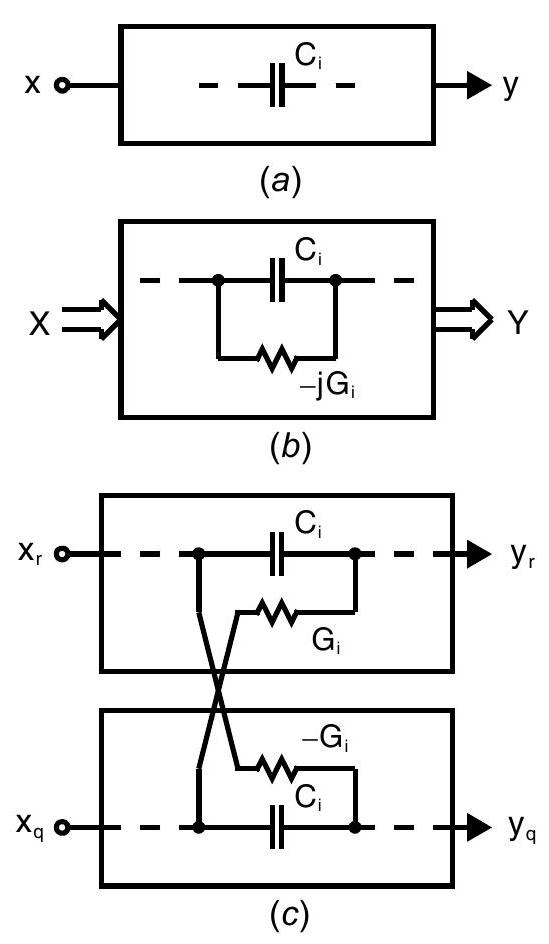 C_i
x y
(a)
C_i
X Y
–jG_i
(b)
C_i
x_r y_r
G_i
–G_i
C_i
x_q y_q
(c)